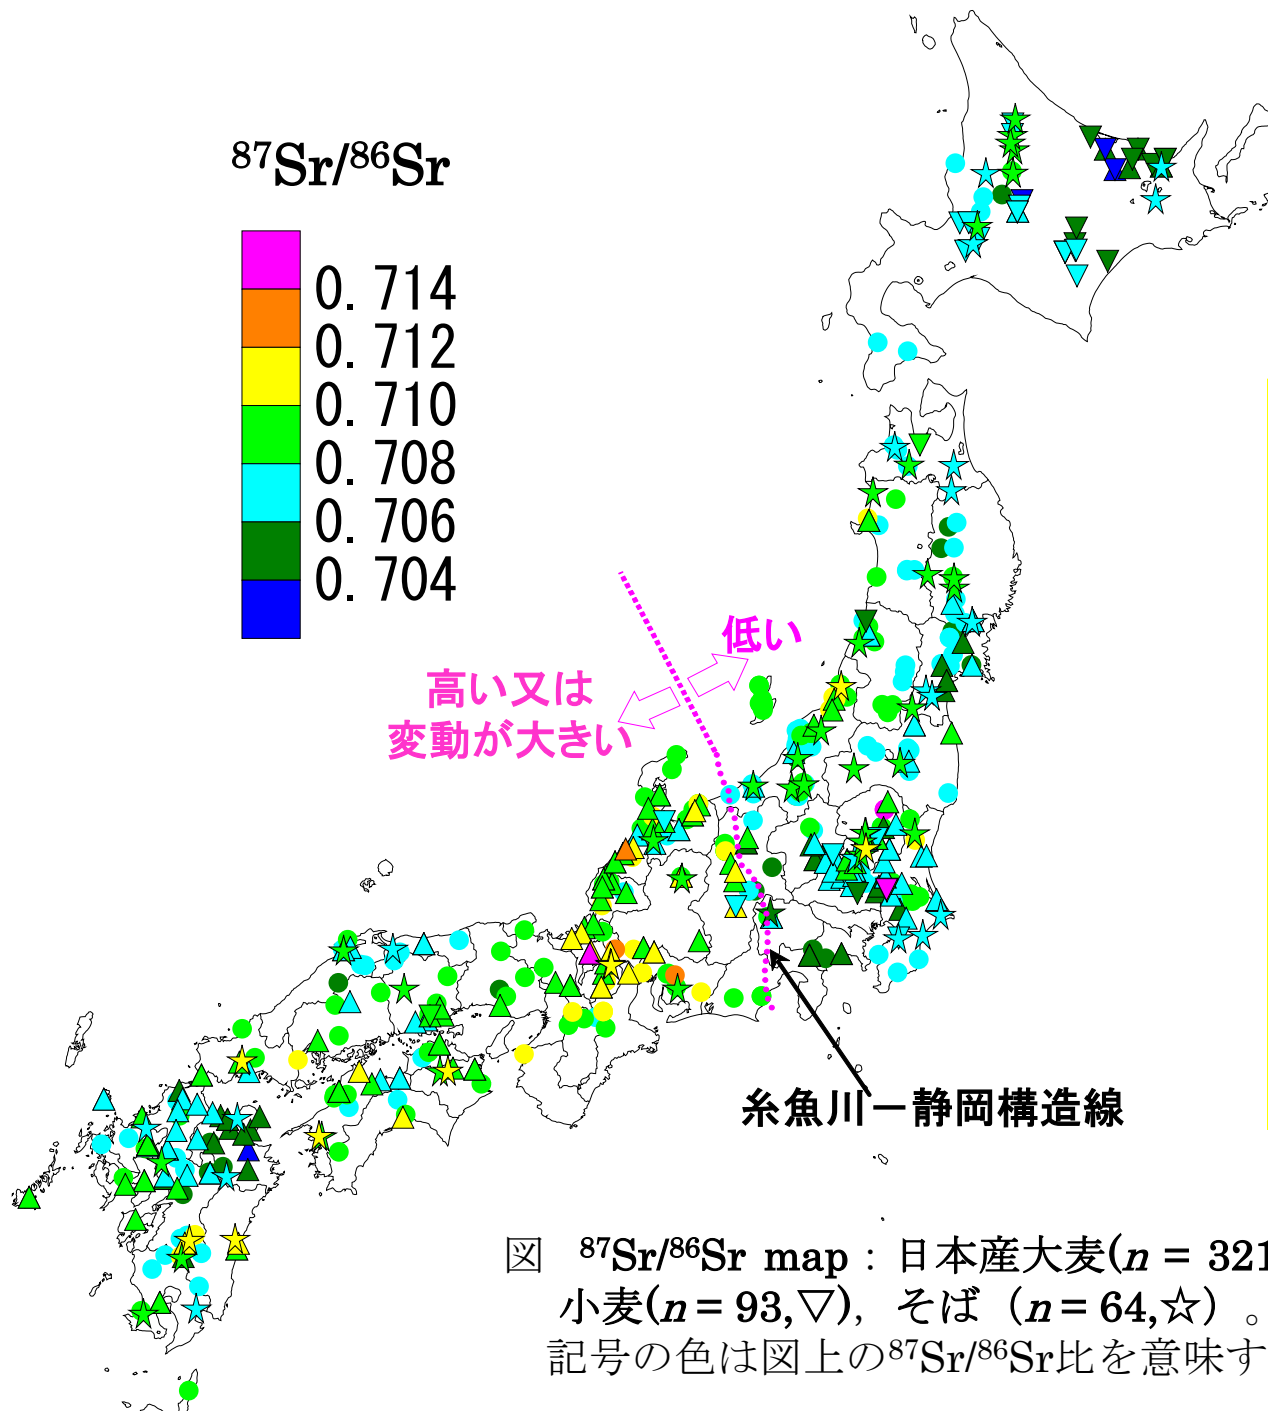 87Sr/86Sr
0.714
0.712
0.710
0.708
0.706
0.704
低い
高い又は
変動が大きい
糸魚川－静岡構造線
図 87Sr/86Sr map：日本産大麦(n = 321
小麦(n = 93,▽), そば（n = 64,☆）。
記号の色は図上の87Sr/86Sr比を意味す